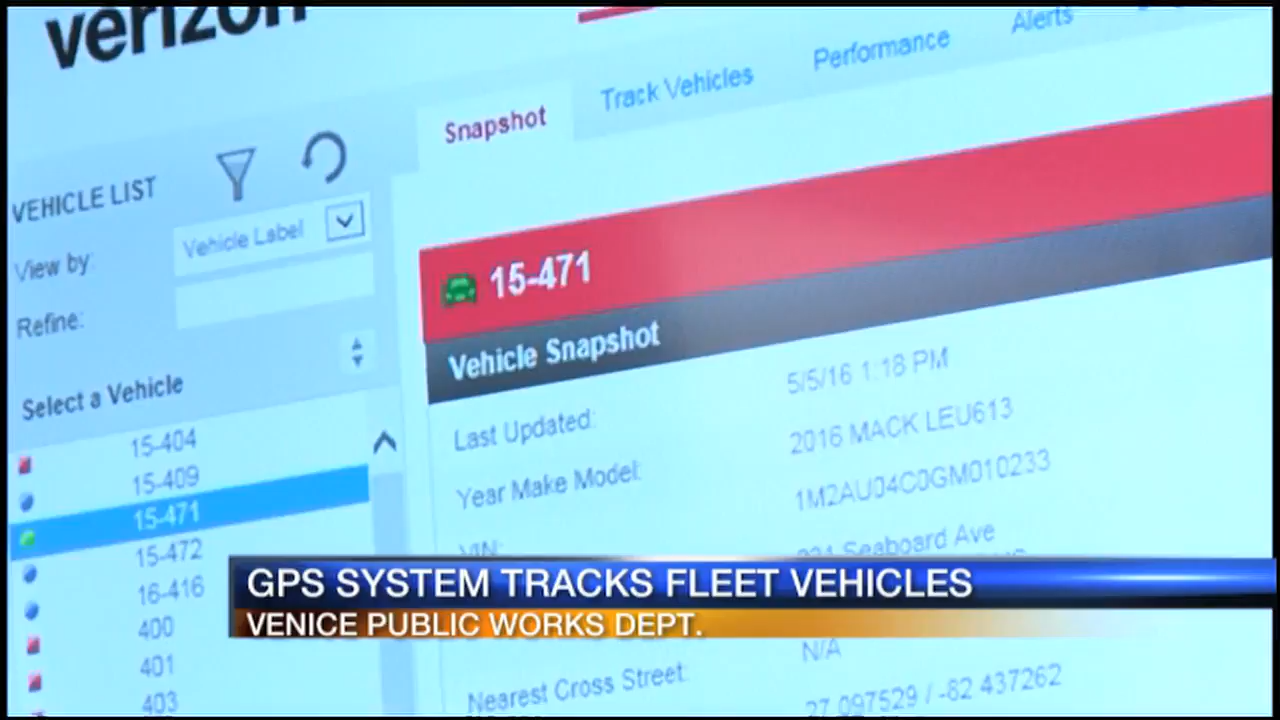 verizon
Snapshot
Track Vehicles
Performance
Alerts
VEHICLE LIST
View by:
Vehicle Label
Refine:
Select a Vehicle
15-404
15-409
15-471
15-472
16-416
400
401
403
15-471
Vehicle Snapshot
Last Updated: 5/5/16 1:18 PM
Year Make Model: 2016 MACK LEU613
VIN: 1M2AU04C0GM010233
Seaboard Ave
N/A
Nearest Cross Street:
27.097529 / -82.437262
GPS SYSTEM TRACKS FLEET VEHICLES
VENICE PUBLIC WORKS DEPT.